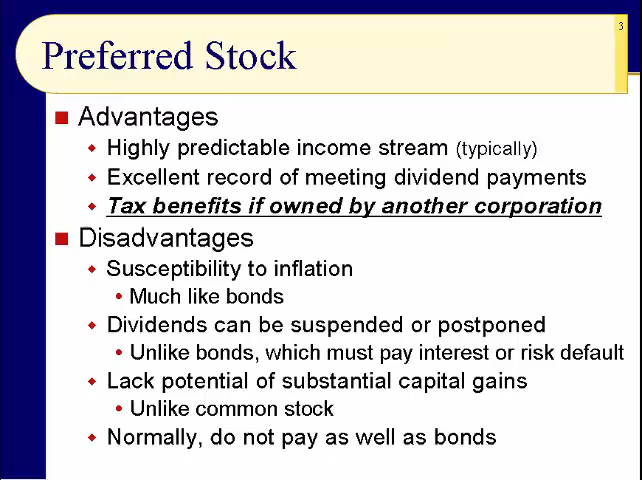 3
Preferred Stock
Advantages
Highly predictable income stream (typically)
Excellent record of meeting dividend payments
Tax benefits if owned by another corporation
Disadvantages
Susceptibility to inflation
Much like bonds
Dividends can be suspended or postponed
Unlike bonds, which must pay interest or risk default
Lack potential of substantial capital gains
Unlike common stock
Normally, do not pay as well as bonds